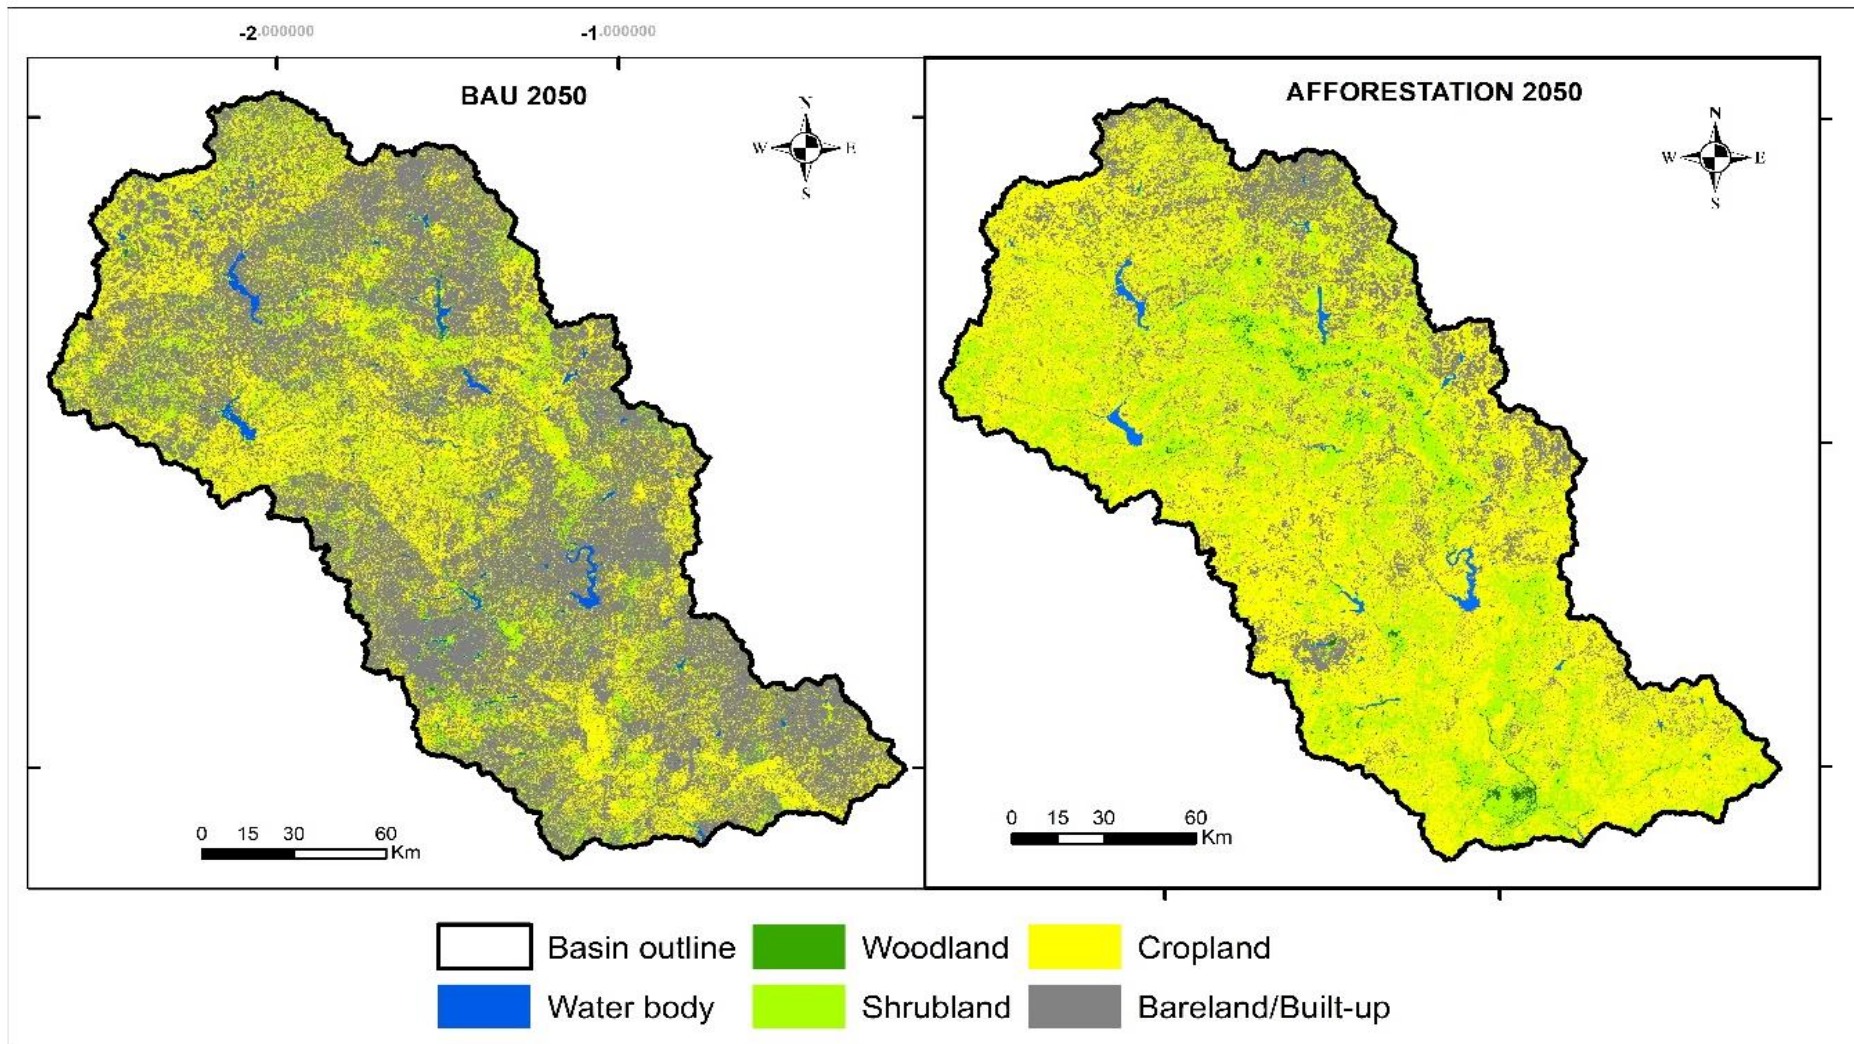 -2.000000 -1.000000
BAU 2050
AFFORESTATION 2050
N
W E
S
N
W E
S
0 15 30 60
Km
0 15 30 60
Km
Basin outline
Woodland
Cropland
Water body
Shrubland
Bareland/Built-up